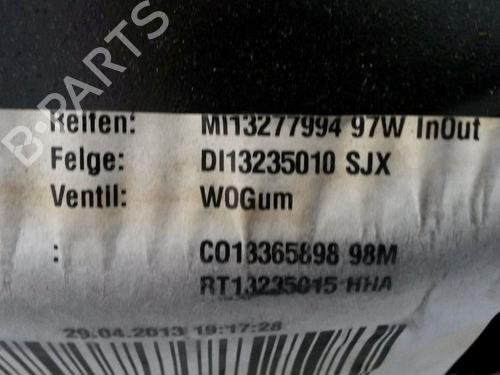 B-PARTS
Reifen: MI13277994 97W InOut
Felge: DI13235010 SJX
Ventil: WOGum
: CO13365898 98M
RT13235015 HHA
29.04.2013 19:17:28